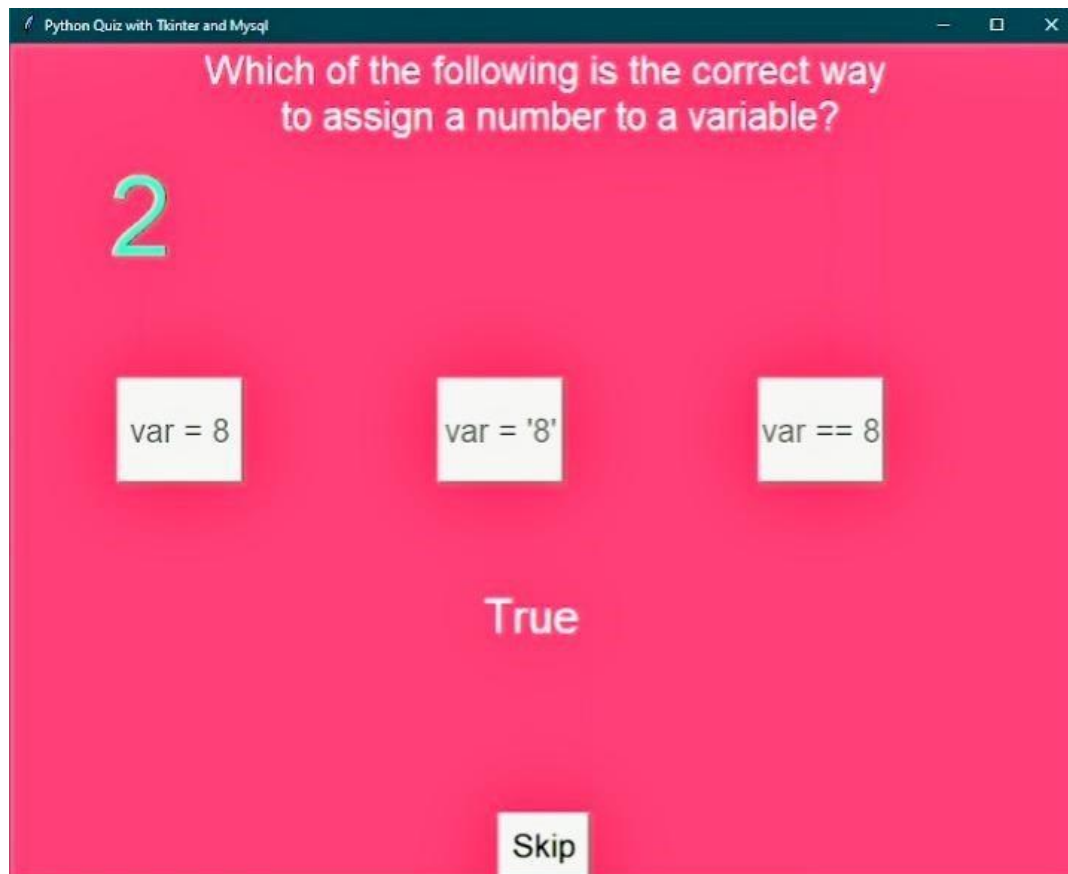 Python Quiz with Tkinter and Mysql
Which of the following is the correct way
to assign a number to a variable?
2
var = 8
var = '8'
var == 8
True
Skip